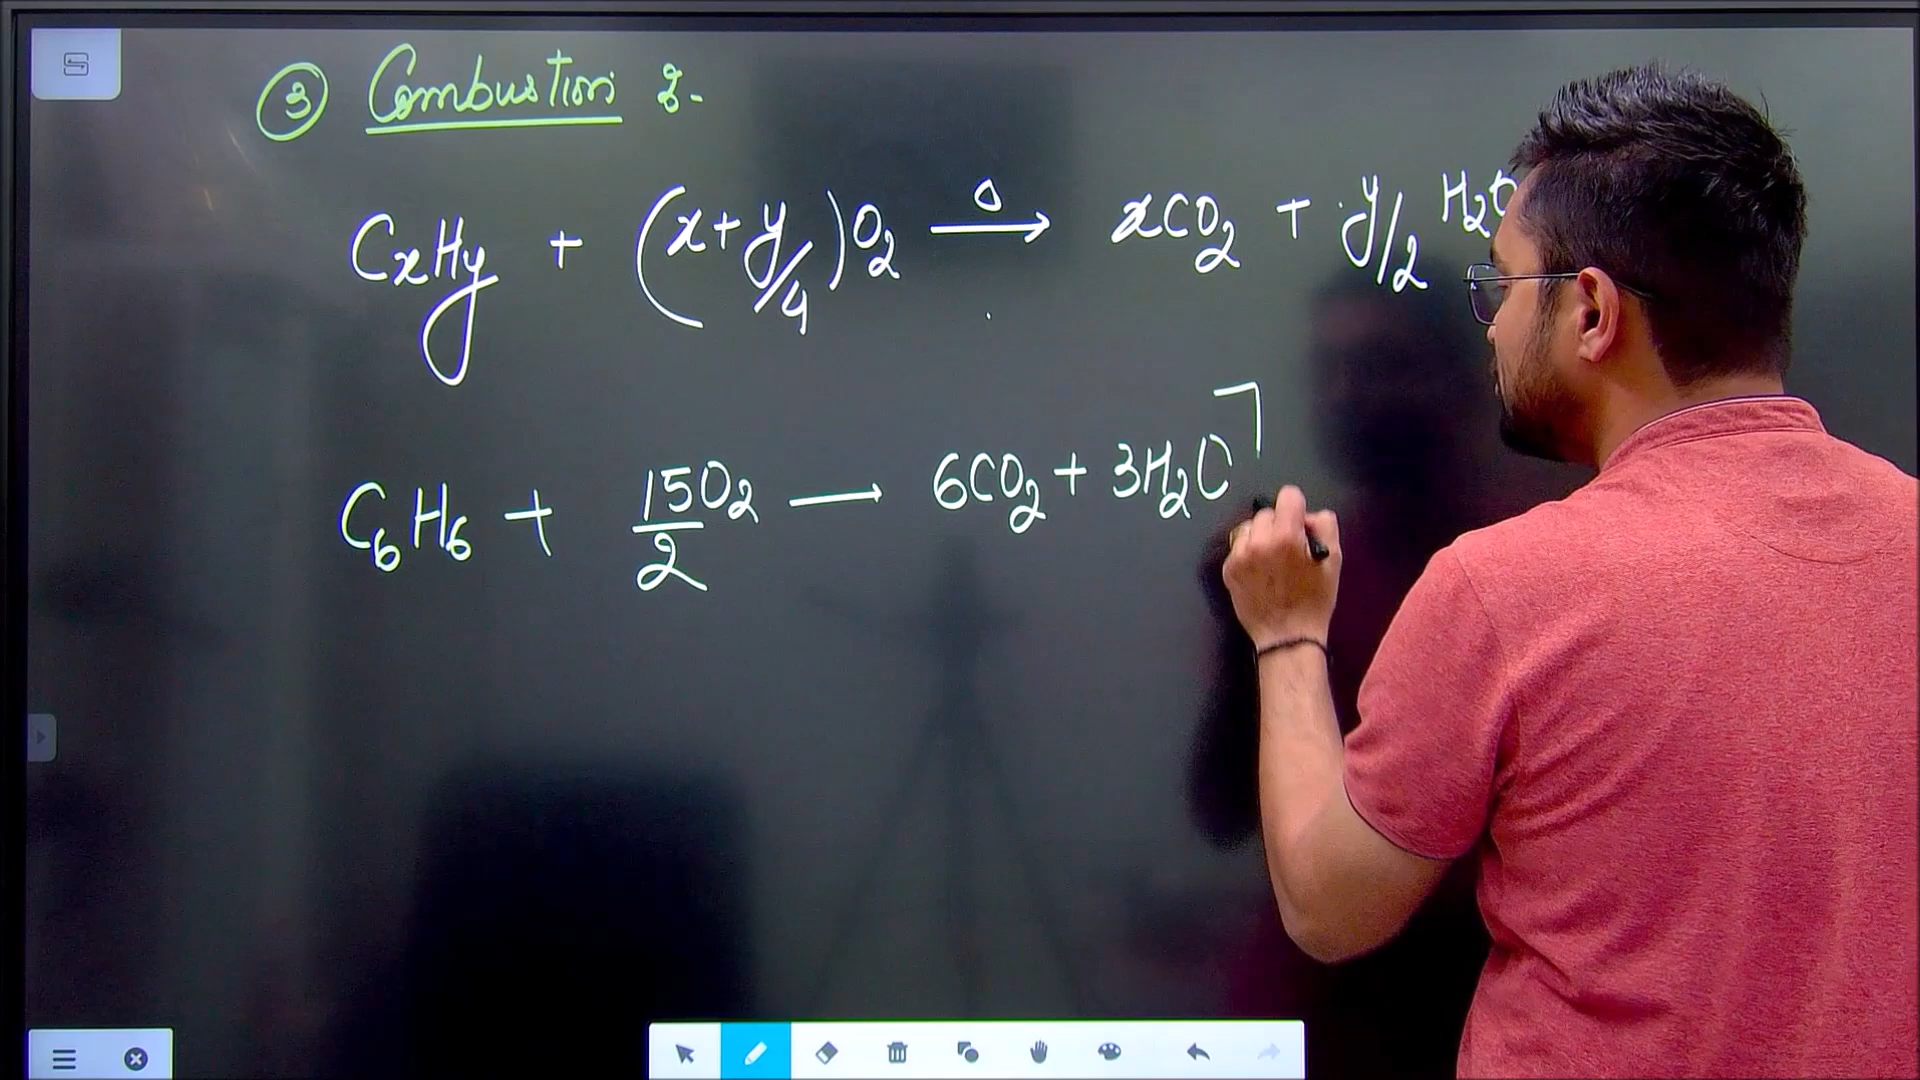 ③ Combustion :-
CxHy + (x+y/4)O2 →Δ xCO2 + y/2 H2O
C6H6 + 15/2 O2 → 6CO2 + 3H2O